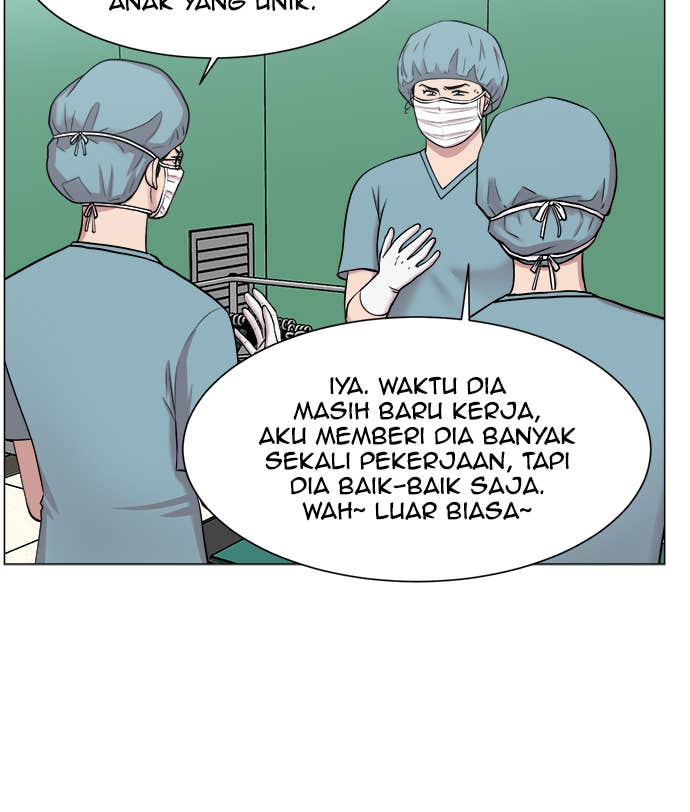 ANAK YANG UNIK.
IYA. WAKTU DIA
MASIH BARU KERJA,
AKU MEMBERI DIA BANYAK
SEKALI PEKERJAAN, TAPI
DIA BAIK-BAIK SAJA.
WAH~ LUAR BIASA~